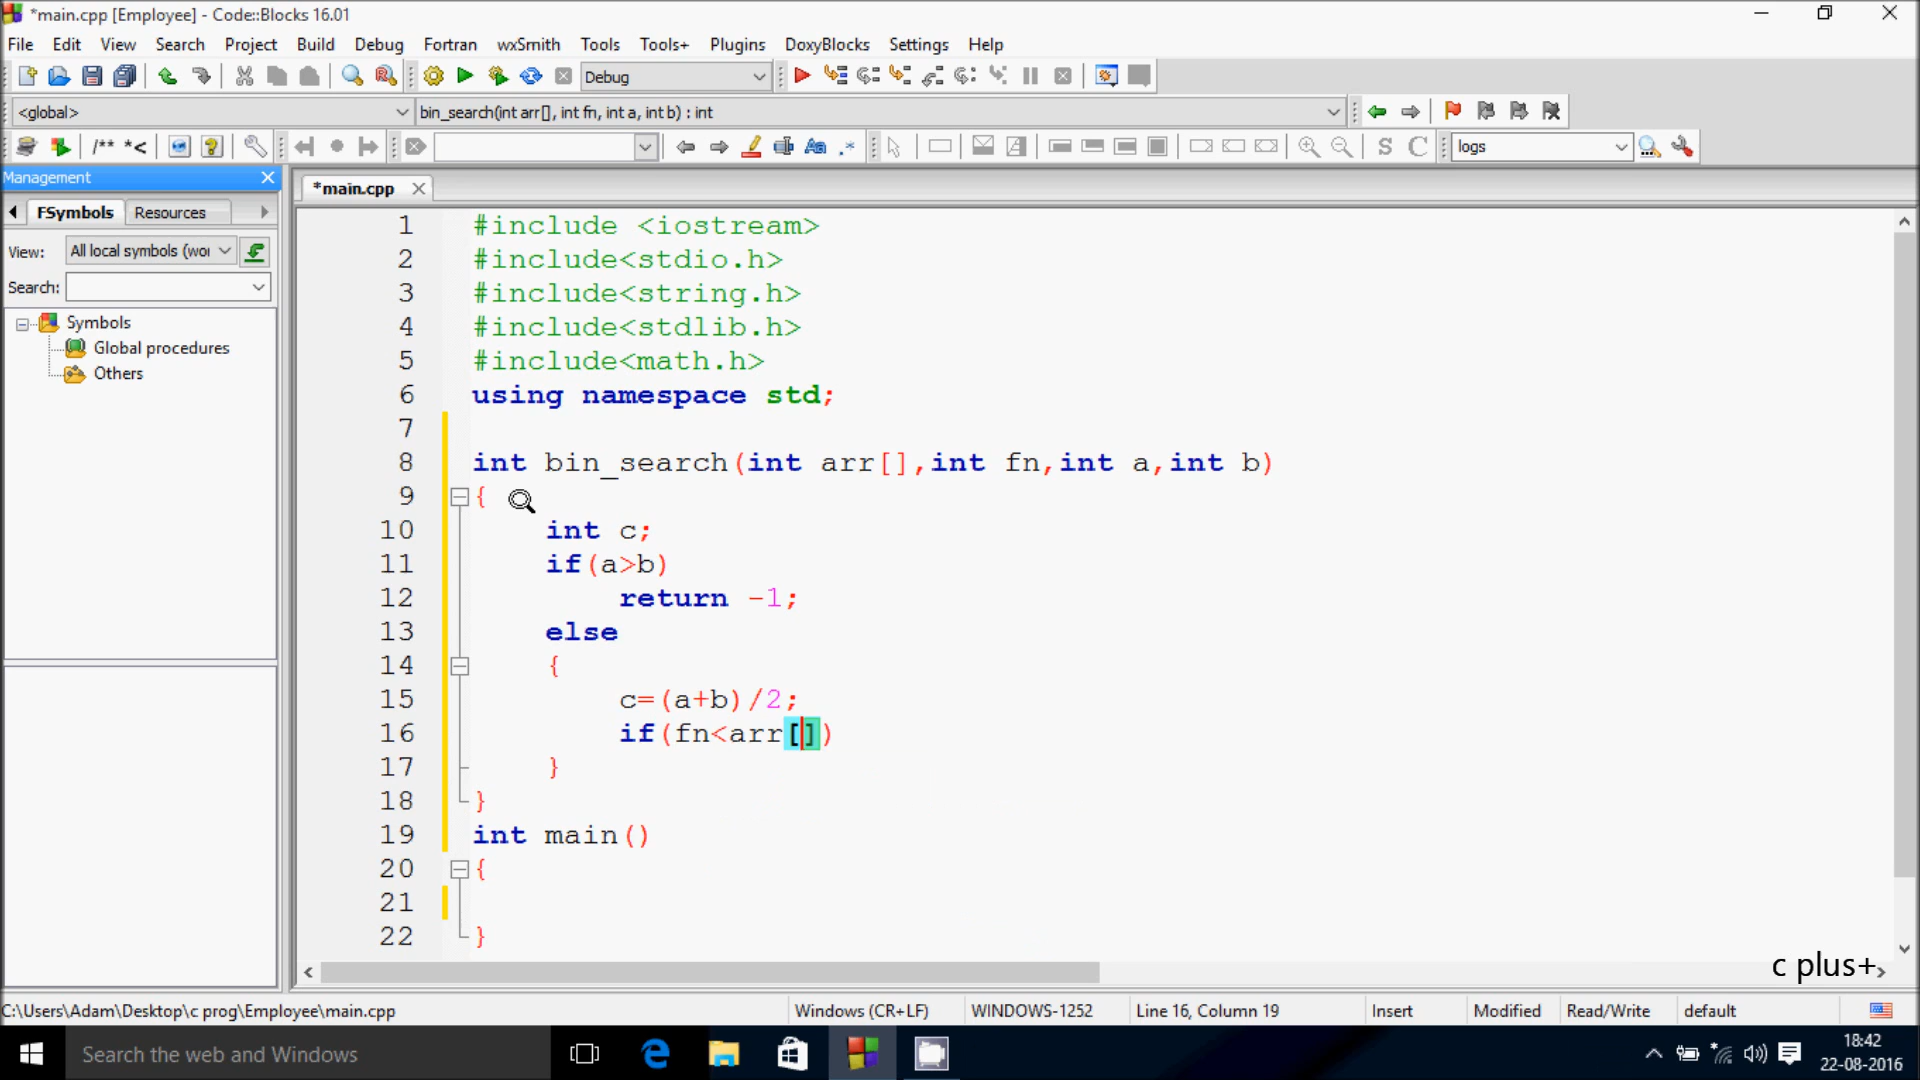 *main.cpp [Employee] - Code::Blocks 16.01
File Edit View Search Project Build Debug Fortran wxSmith Tools Tools+ Plugins DoxyBlocks Settings Help
Debug
<global> bin_search(int arr[], int fn, int a, int b) : int
/** *< S C logs
Management
*main.cpp
FSymbols Resources
View: All local symbols (wor
Search:
Symbols
Global procedures
Others
1 #include <iostream>
2 #include<stdio.h>
3 #include<string.h>
4 #include<stdlib.h>
5 #include<math.h>
6 using namespace std;
7
8 int bin_search(int arr[],int fn,int a,int b)
9 {
10 int c;
11 if(a>b)
12 return -1;
13 else
14 {
15 c=(a+b)/2;
16 if(fn<arr[])
17 }
18 }
19 int main()
20 {
21
22 }
c plus+
C:\Users\Adam\Desktop\c prog\Employee\main.cpp Windows (CR+LF) WINDOWS-1252 Line 16, Column 19 Insert Modified Read/Write default
Search the web and Windows
18:42
22-08-2016